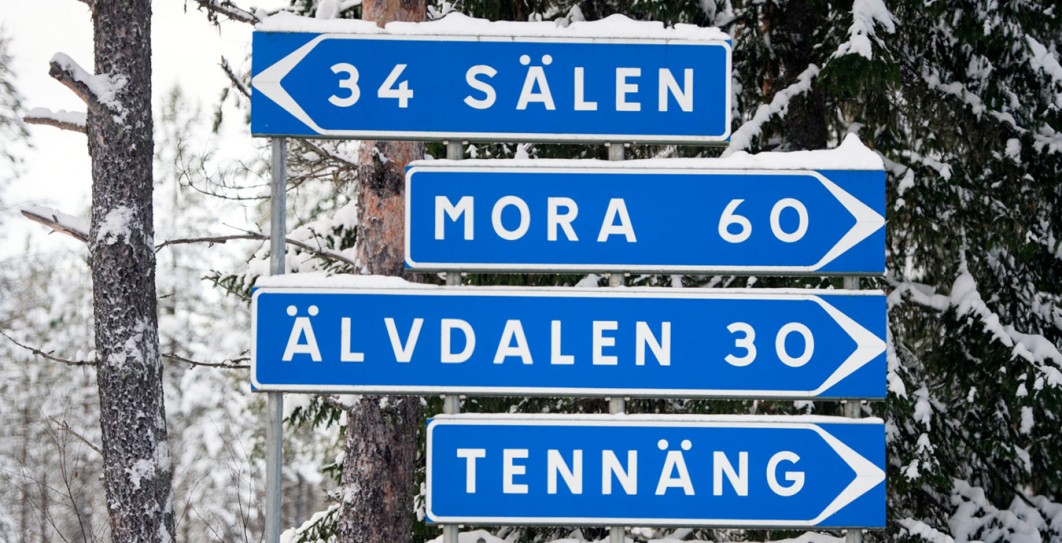 34 SÄLEN
MORA 60
ÄLVDALEN 30
TENNÄNG